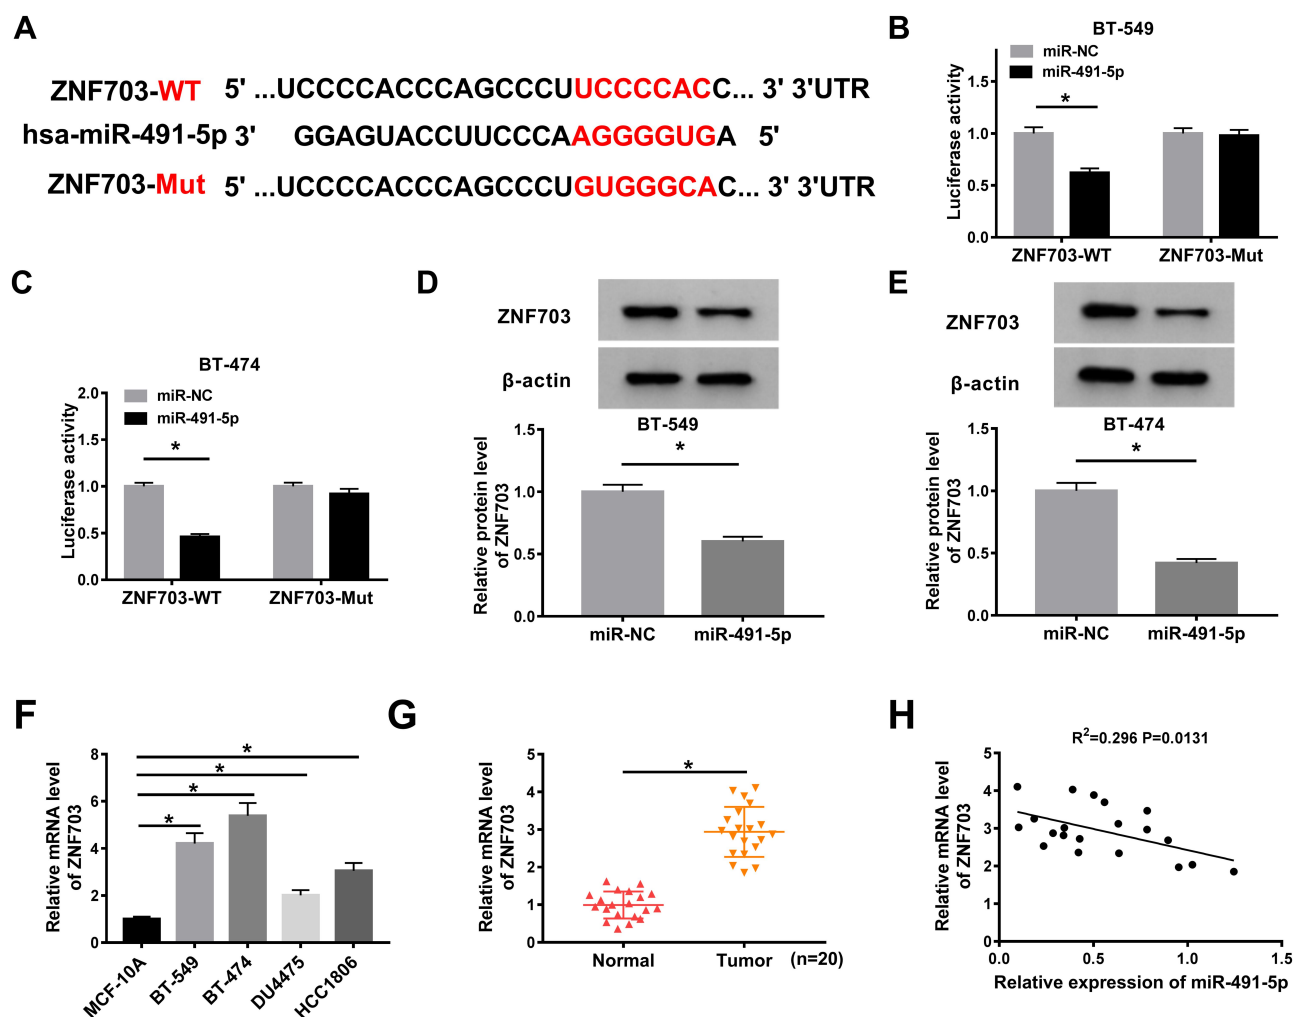 A
ZNF703-WT 5' ...UCCCCACCCAGCCCUUCCCCACC... 3' 3'UTR
hsa-miR-491-5p 3' GGAGUACCUUCCCAAGGGGUGA 5'
ZNF703-Mut 5' ...UCCCCACCCAGCCCUGUGGGCAC... 3' 3'UTR
B
BT-549
miR-NC
miR-491-5p
Luciferase activity
1.5
1.0
0.5
0.0
*
ZNF703-WT ZNF703-Mut
C
BT-474
miR-NC
miR-491-5p
Luciferase activity
2.0
1.5
1.0
0.5
0.0
*
ZNF703-WT ZNF703-Mut
D
ZNF703
β-actin
BT-549
Relative protein level
of ZNF703
1.5
1.0
0.5
0.0
*
miR-NC miR-491-5p
E
ZNF703
β-actin
BT-474
Relative protein level
of ZNF703
1.5
1.0
0.5
0.0
*
miR-NC miR-491-5p
F
Relative mRNA level
of ZNF703
8
6
4
2
0
*
*
*
*
MCF-10A
BT-549
BT-474
DU4475
HCC1806
G
Relative mRNA level
of ZNF703
5
4
3
2
1
0
*
Normal Tumor (n=20)
H
R2=0.296 P=0.0131
Relative mRNA level
of ZNF703
5
4
3
2
1
0
0.0 0.5 1.0 1.5
Relative expression of miR-491-5p